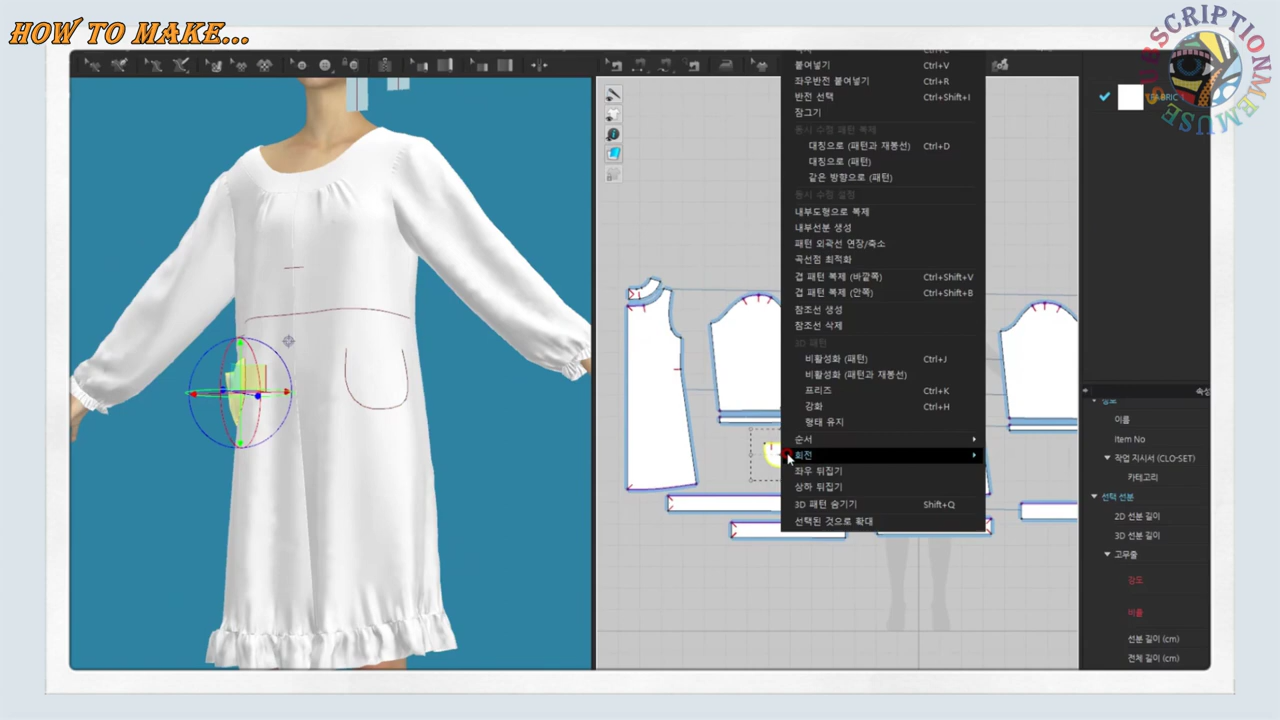 HOW TO MAKE...
SUBSCRIPTIONMEMUSE
붙여넣기 Ctrl+V
좌우반전 붙여넣기 Ctrl+R
반전 선택 Ctrl+Shift+I
잠그기
동시 수정 패턴 복제
대칭으로 (패턴과 재봉선) Ctrl+D
대칭으로 (패턴)
같은 방향으로 (패턴)
동시 수정 설정
내부도형으로 복제
내부선분 생성
패턴 외곽선 연장/축소
곡선점 최적화
겹 패턴 복제 (바깥쪽) Ctrl+Shift+V
겹 패턴 복제 (안쪽) Ctrl+Shift+B
참조선 생성
참조선 삭제
3D 패턴
비활성화 (패턴) Ctrl+J
비활성화 (패턴과 재봉선)
프리즈 Ctrl+K
강화 Ctrl+H
형태 유지
순서
회전
좌우 뒤집기
상하 뒤집기
3D 패턴 숨기기 Shift+Q
선택된 것으로 확대
FABRIC 1
속성
이름
Item No
작업 지시서 (CLO-SET)
카테고리
선택 선분
2D 선분 길이
3D 선분 길이
고무줄
강도
비율
선분 길이 (cm)
전체 길이 (cm)